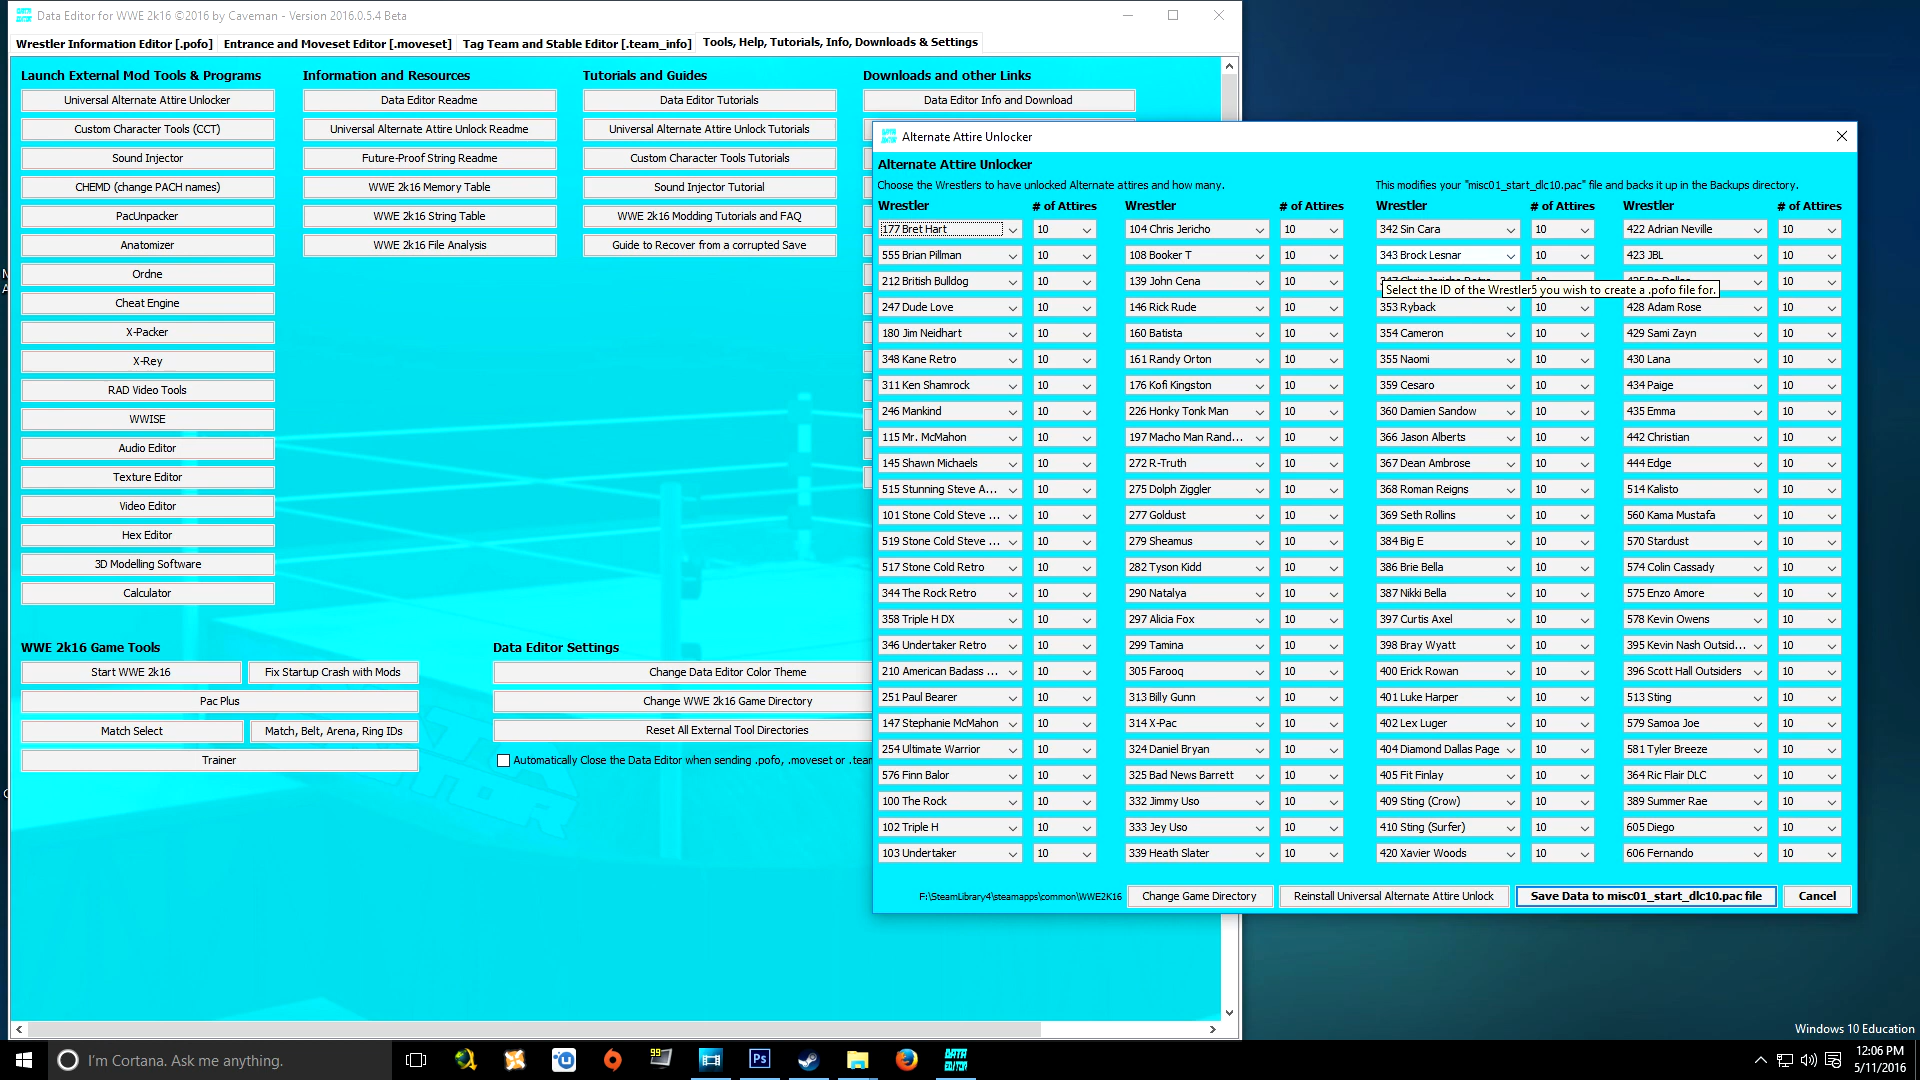 Data Editor for WWE 2k16 ©2016 by Caveman - Version 2016.0.5.4 Beta
Wrestler Information Editor [.pofo] Entrance and Moveset Editor [.moveset] Tag Team and Stable Editor [.team_info] Tools, Help, Tutorials, Info, Downloads & Settings
Launch External Mod Tools & Programs
Universal Alternate Attire Unlocker
Custom Character Tools (CCT)
Sound Injector
CHEMD (change PACH names)
PacUnpacker
Anatomizer
Ordne
Cheat Engine
X-Packer
X-Rey
RAD Video Tools
WWISE
Audio Editor
Texture Editor
Video Editor
Hex Editor
3D Modelling Software
Calculator
Information and Resources
Data Editor Readme
Universal Alternate Attire Unlock Readme
Future-Proof String Readme
WWE 2k16 Memory Table
WWE 2k16 String Table
WWE 2k16 File Analysis
Tutorials and Guides
Data Editor Tutorials
Universal Alternate Attire Unlock Tutorials
Custom Character Tools Tutorials
Sound Injector Tutorial
WWE 2k16 Modding Tutorials and FAQ
Guide to Recover from a corrupted Save
Downloads and other Links
Data Editor Info and Download
WWE 2k16 Game Tools
Start WWE 2k16 Fix Startup Crash with Mods
Pac Plus
Match Select Match, Belt, Arena, Ring IDs
Trainer
Data Editor Settings
Change Data Editor Color Theme
Change WWE 2k16 Game Directory
Reset All External Tool Directories
Automatically Close the Data Editor when sending .pofo, .moveset or .team
Alternate Attire Unlocker
Alternate Attire Unlocker
Choose the Wrestlers to have unlocked Alternate attires and how many. This modifies your "misc01_start_dlc10.pac" file and backs it up in the Backups directory.
Wrestler # of Attires Wrestler # of Attires Wrestler # of Attires Wrestler # of Attires
177 Bret Hart 10 104 Chris Jericho 10 342 Sin Cara 10 422 Adrian Neville 10
555 Brian Pillman 10 108 Booker T 10 343 Brock Lesnar 10 423 JBL 10
212 British Bulldog 10 139 John Cena 10
Select the ID of the Wrestler5 you wish to create a .pofo file for.
247 Dude Love 10 146 Rick Rude 10 353 Ryback 10 428 Adam Rose 10
180 Jim Neidhart 10 160 Batista 10 354 Cameron 10 429 Sami Zayn 10
348 Kane Retro 10 161 Randy Orton 10 355 Naomi 10 430 Lana 10
311 Ken Shamrock 10 176 Kofi Kingston 10 359 Cesaro 10 434 Paige 10
246 Mankind 10 226 Honky Tonk Man 10 360 Damien Sandow 10 435 Emma 10
115 Mr. McMahon 10 197 Macho Man Rand... 10 366 Jason Alberts 10 442 Christian 10
145 Shawn Michaels 10 272 R-Truth 10 367 Dean Ambrose 10 444 Edge 10
515 Stunning Steve A... 10 275 Dolph Ziggler 10 368 Roman Reigns 10 514 Kalisto 10
101 Stone Cold Steve ... 10 277 Goldust 10 369 Seth Rollins 10 560 Kama Mustafa 10
519 Stone Cold Steve ... 10 279 Sheamus 10 384 Big E 10 570 Stardust 10
517 Stone Cold Retro 10 282 Tyson Kidd 10 386 Brie Bella 10 574 Colin Cassady 10
344 The Rock Retro 10 290 Natalya 10 387 Nikki Bella 10 575 Enzo Amore 10
358 Triple H DX 10 297 Alicia Fox 10 397 Curtis Axel 10 578 Kevin Owens 10
346 Undertaker Retro 10 299 Tamina 10 398 Bray Wyatt 10 395 Kevin Nash Outsid... 10
210 American Badass ... 10 305 Farooq 10 400 Erick Rowan 10 396 Scott Hall Outsiders 10
251 Paul Bearer 10 313 Billy Gunn 10 401 Luke Harper 10 513 Sting 10
147 Stephanie McMahon 10 314 X-Pac 10 402 Lex Luger 10 579 Samoa Joe 10
254 Ultimate Warrior 10 324 Daniel Bryan 10 404 Diamond Dallas Page 10 581 Tyler Breeze 10
576 Finn Balor 10 325 Bad News Barrett 10 405 Fit Finlay 10 364 Ric Flair DLC 10
100 The Rock 10 332 Jimmy Uso 10 409 Sting (Crow) 10 389 Summer Rae 10
102 Triple H 10 333 Jey Uso 10 410 Sting (Surfer) 10 605 Diego 10
103 Undertaker 10 339 Heath Slater 10 420 Xavier Woods 10 606 Fernando 10
F:\SteamLibrary4\steamapps\common\WWE2K16 Change Game Directory Reinstall Universal Alternate Attire Unlock Save Data to misc01_start_dlc10.pac file Cancel
Windows 10 Education
I'm Cortana. Ask me anything.
99
Ps
DATA EDITOR
12:06 PM
5/11/2016